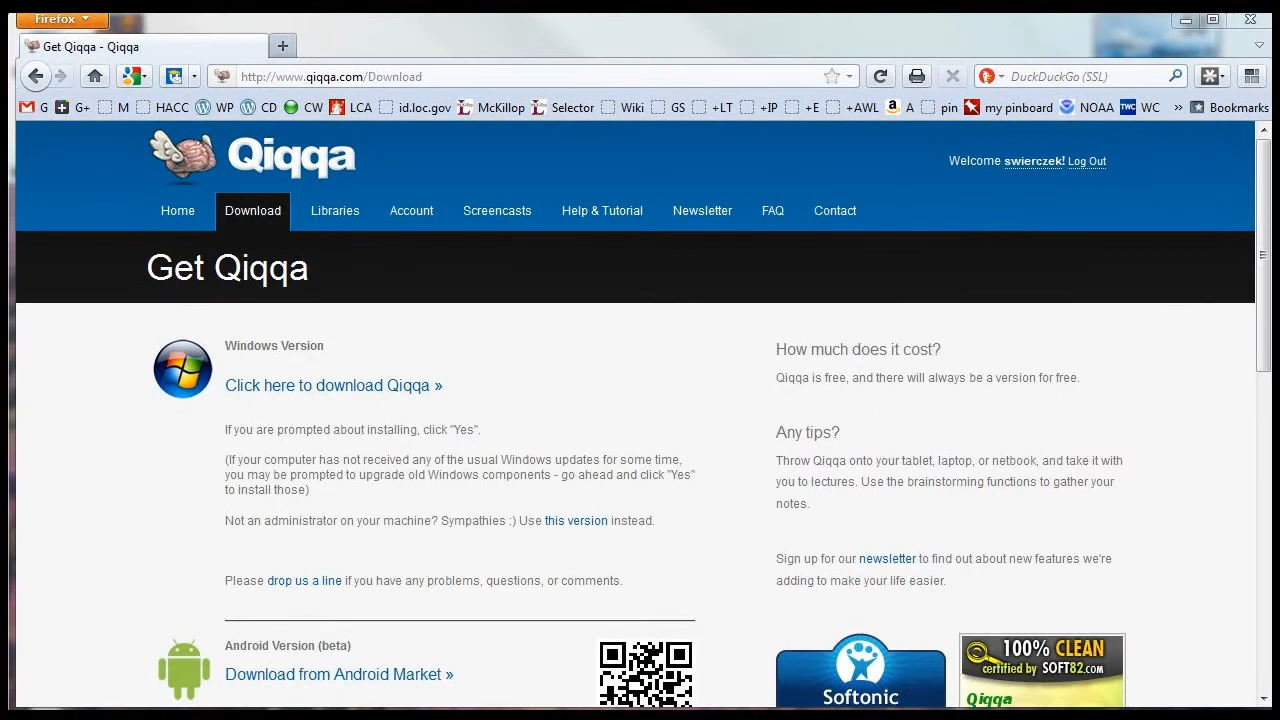 Firefox
Get Qiqqa - Qiqqa
http://www.qiqqa.com/Download
DuckDuckGo (SSL)
G G+ M HACC WP CD CW LCA id.loc.gov McKillop Selector Wiki GS +LT +IP +E +AWL A pin my pinboard NOAA TWC WC » Bookmarks
Qiqqa
Welcome swierczek! Log Out
Home Download Libraries Account Screencasts Help & Tutorial Newsletter FAQ Contact
Get Qiqqa
Windows Version
Click here to download Qiqqa »
If you are prompted about installing, click "Yes".
(If your computer has not received any of the usual Windows updates for some time,
you may be prompted to upgrade old Windows components - go ahead and click "Yes"
to install those)
Not an administrator on your machine? Sympathies :) Use this version instead.
Please drop us a line if you have any problems, questions, or comments.
Android Version (beta)
Download from Android Market »
How much does it cost?
Qiqqa is free, and there will always be a version for free.
Any tips?
Throw Qiqqa onto your tablet, laptop, or netbook, and take it with
you to lectures. Use the brainstorming functions to gather your
notes.
Sign up for our newsletter to find out about new features we're
adding to make your life easier.
Softonic
100% CLEAN
certified by SOFT82.COM
Qiqqa